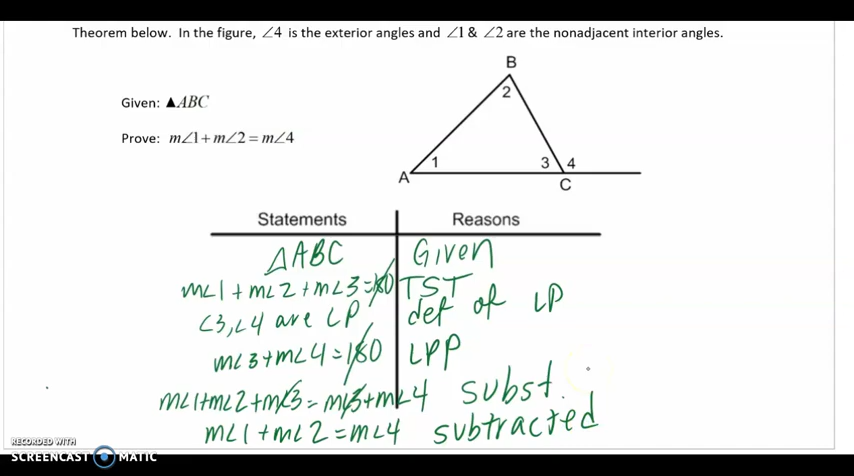 Theorem below. In the figure, ∠4 is the exterior angles and ∠1 & ∠2 are the nonadjacent interior angles.
Given: ▲ABC
Prove: m∠1 + m∠2 = m∠4
B
2
1
3 4
A
C
Statements Reasons
△ABC Given
m∠1 + m∠2 + m∠3 = 180 TST
∠3, ∠4 are LP def of LP
m∠3 + m∠4 = 180 LPP
m∠1 + m∠2 + m∠3 = m∠3 + m∠4 subst.
m∠1 + m∠2 = m∠4 subtracted
RECORDED WITH
SCREENCAST MATIC